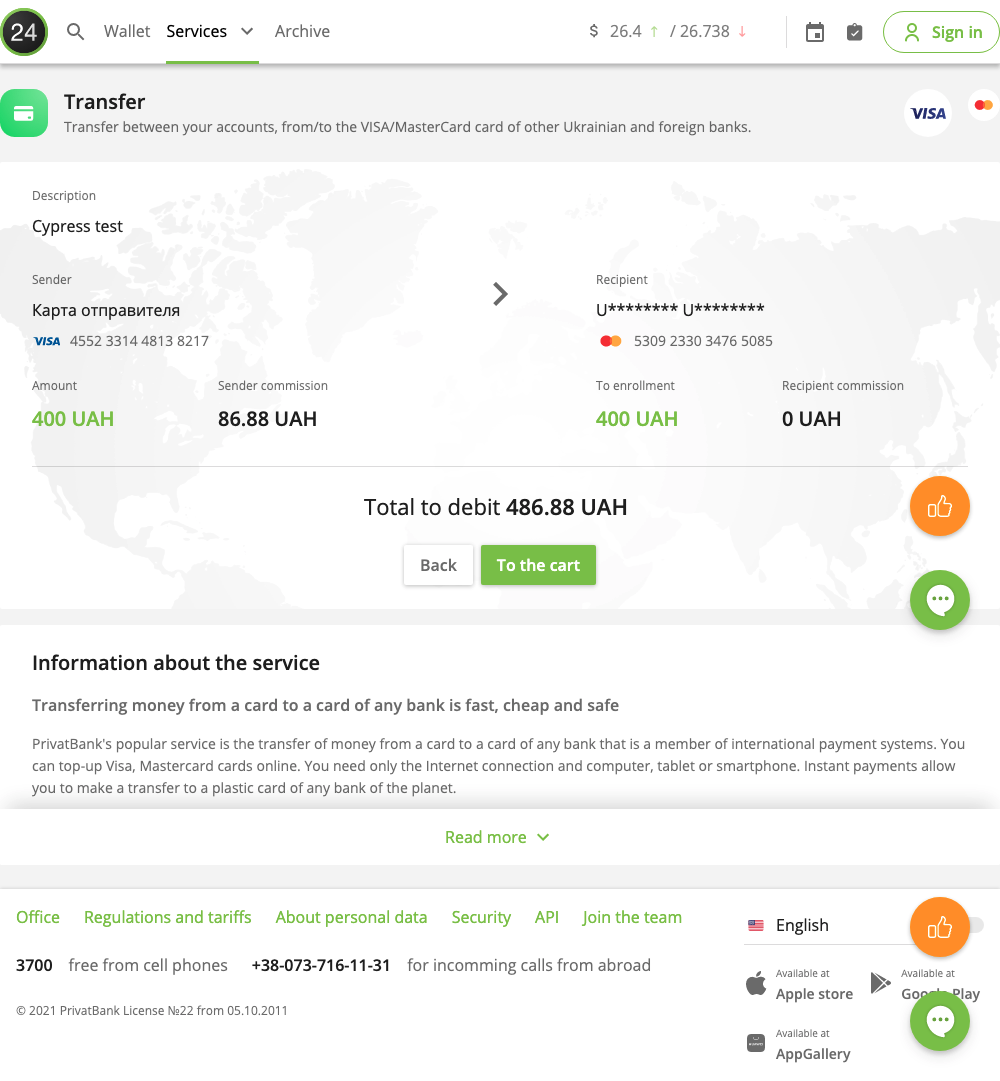 24 Wallet Services Archive $ 26.4 ↑ / 26.738 ↓ Sign in
Transfer
Transfer between your accounts, from/to the VISA/MasterCard card of other Ukrainian and foreign banks.
VISA
Description
Cypress test
Sender
Карта отправителя
VISA 4552 3314 4813 8217
Recipient
U******** U********
5309 2330 3476 5085
Amount
400 UAH
Sender commission
86.88 UAH
To enrollment
400 UAH
Recipient commission
0 UAH
Total to debit 486.88 UAH
Back To the cart
Information about the service
Transferring money from a card to a card of any bank is fast, cheap and safe
PrivatBank's popular service is the transfer of money from a card to a card of any bank that is a member of international payment systems. You
can top-up Visa, Mastercard cards online. You need only the Internet connection and computer, tablet or smartphone. Instant payments allow
you to make a transfer to a plastic card of any bank of the planet.
Read more
Office Regulations and tariffs About personal data Security API Join the team
3700 free from cell phones +38-073-716-11-31 for incomming calls from abroad
© 2021 PrivatBank License №22 from 05.10.2011
English
Available at
Apple store
Available at
Google Play
Available at
AppGallery